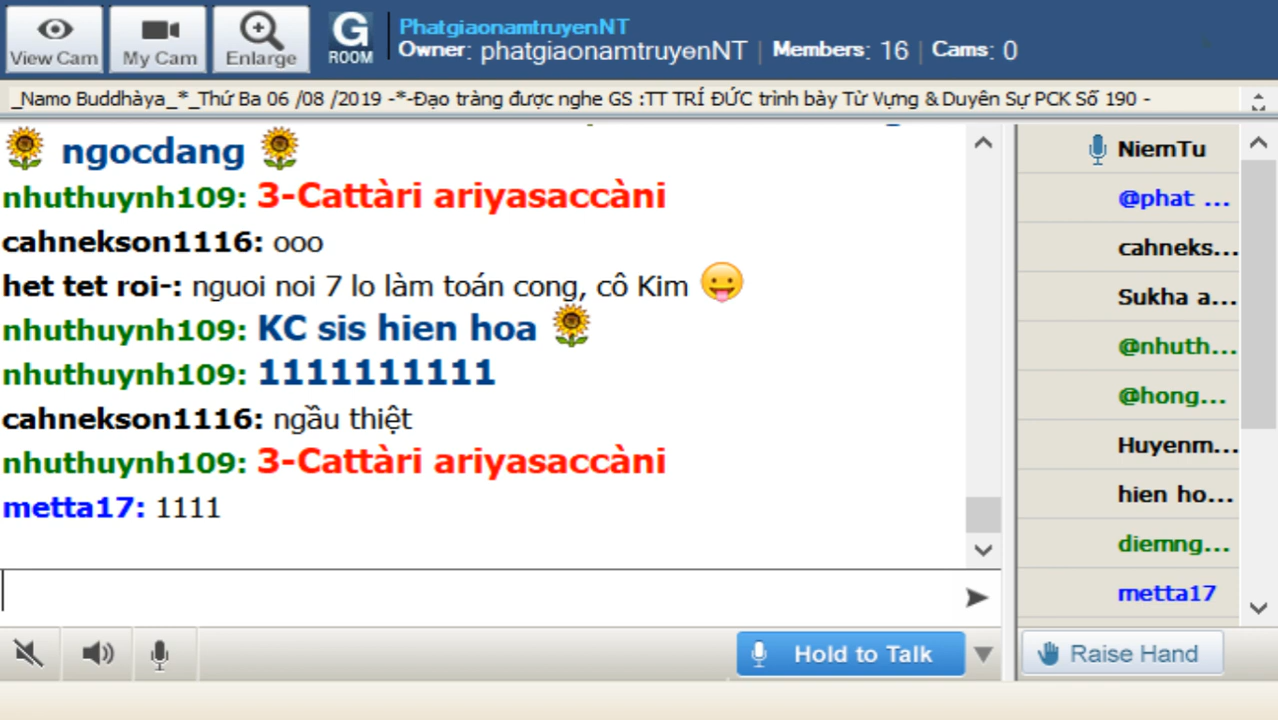 View Cam
My Cam
Enlarge
G
ROOM
PhatgiaonamtruyenNT
Owner: phatgiaonamtruyenNT | Members: 16 | Cams: 0
_Namo Buddhàya_*_Thứ Ba 06 /08 /2019 -*-Đạo tràng được nghe GS :TT TRÍ ĐỨC trình bày Từ Vựng & Duyên Sự PCK Số 190 -
ngocdang
nhuthuynh109: 3-Cattàri ariyasaccàni
cahnekson1116: ooo
het tet roi-: nguoi noi 7 lo làm toán cong, cô Kim
nhuthuynh109: KC sis hien hoa
nhuthuynh109: 1111111111
cahnekson1116: ngầu thiệt
nhuthuynh109: 3-Cattàri ariyasaccàni
metta17: 1111
NiemTu
@phat ...
cahneks...
Sukha a...
@nhuth...
@hong...
Huyenm...
hien ho...
diemng...
metta17
Hold to Talk
Raise Hand